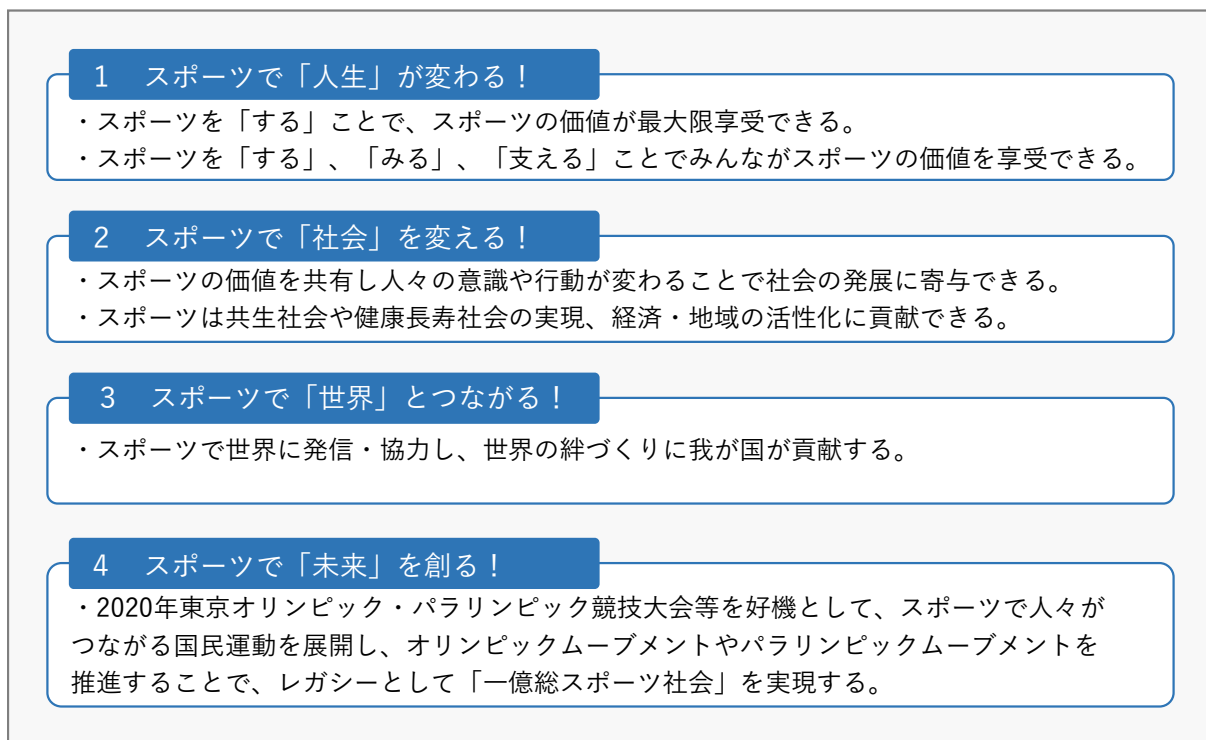 1　スポーツで「人生」が変わる！
・スポーツを「する」ことで、スポーツの価値が最大限享受できる。
・スポーツを「する」、「みる」、「支える」ことでみんながスポーツの価値を享受できる。
2　スポーツで「社会」を変える！
・スポーツの価値を共有し人々の意識や行動が変わることで社会の発展に寄与できる。
・スポーツは共生社会や健康長寿社会の実現、経済・地域の活性化に貢献できる。
3　スポーツで「世界」とつながる！
・スポーツで世界に発信・協力し、世界の絆づくりに我が国が貢献する。
4　スポーツで「未来」を創る！
・2020年東京オリンピック・パラリンピック競技大会等を好機として、スポーツで人々が
つながる国民運動を展開し、オリンピックムーブメントやパラリンピックムーブメントを
推進することで、レガシーとして「一億総スポーツ社会」を実現する。